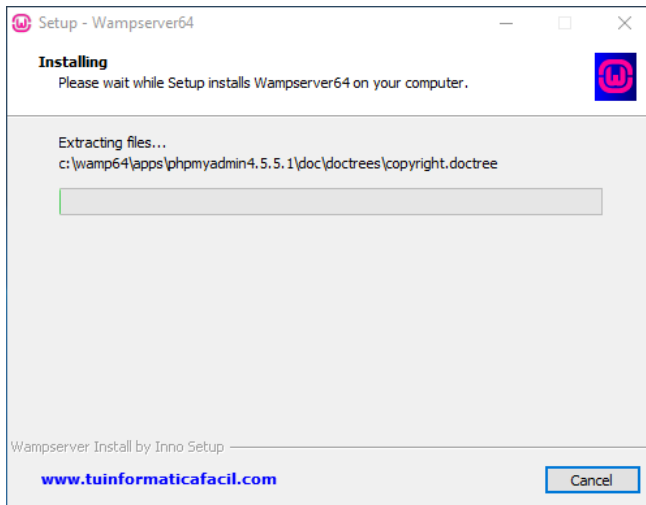 Setup - Wampserver64
Installing
Please wait while Setup installs Wampserver64 on your computer.
Extracting files...
c:\wamp64\apps\phpmyadmin4.5.5.1\doc\doctrees\copyright.doctree
Wampserver Install by Inno Setup
www.tuinformaticafacil.com
Cancel